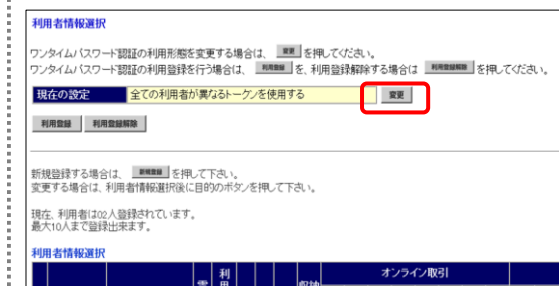 利用者情報選択
ワンタイムパスワード認証の利用形態を変更する場合は、 変更 を押してください。
ワンタイムパスワード認証の利用登録を行う場合は、 利用登録 を、利用登録解除する場合は 利用登録解除 を押してください。
現在の設定 全ての利用者が異なるトークンを使用する 変更
利用登録 利用登録解除
新規登録する場合は、 新規登録 を押して下さい。
変更する場合は、利用者情報選択後に目的のボタンを押して下さい。
現在、利用者は02人登録されています。
最大10人まで登録出来ます。
利用者情報選択
オンライン取引
利
用